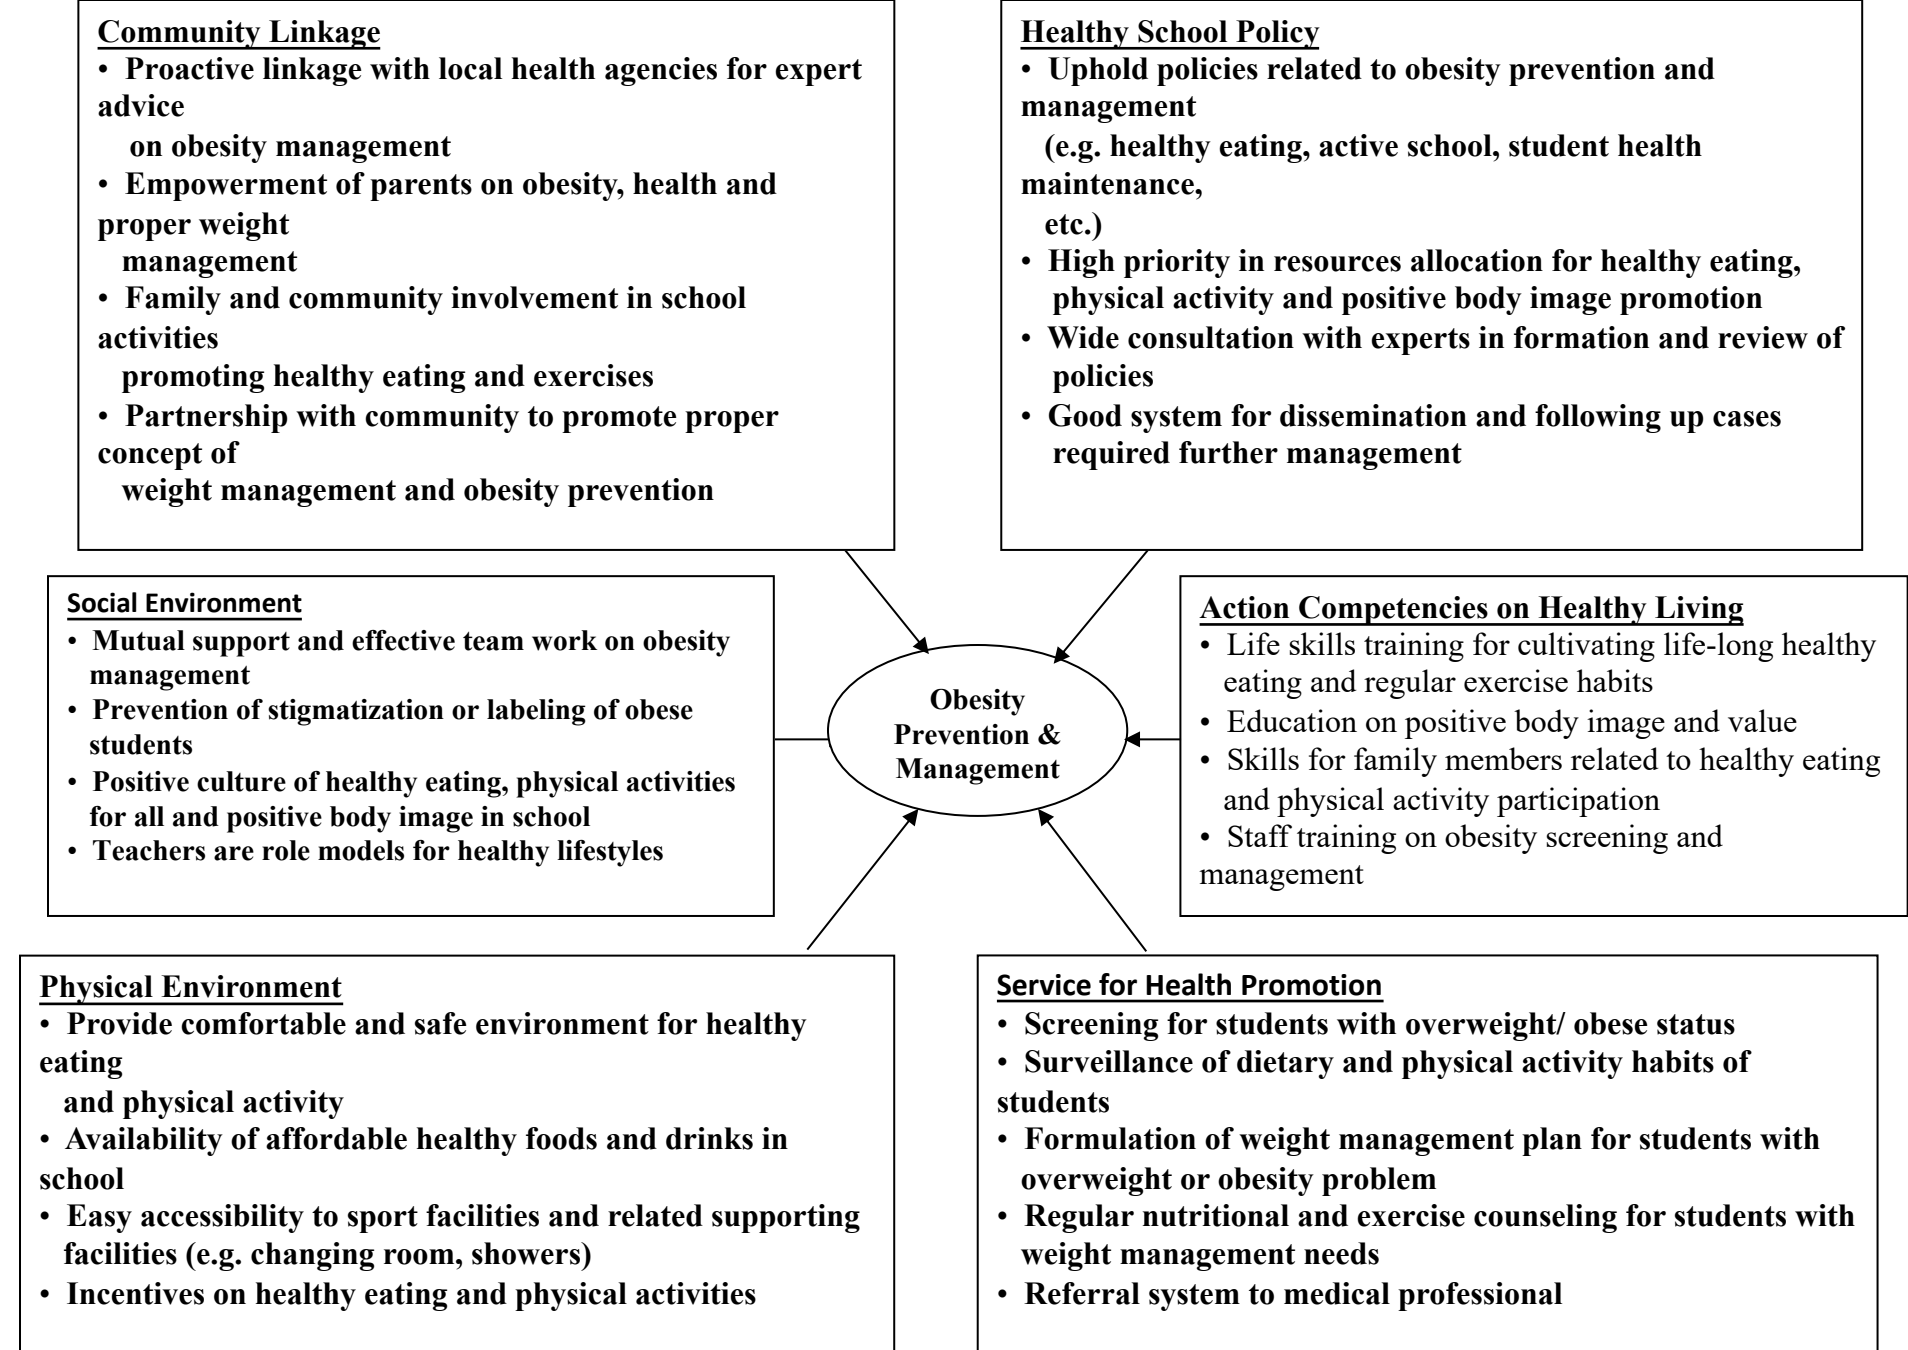 Community Linkage
• Proactive linkage with local health agencies for expert
advice
on obesity management
• Empowerment of parents on obesity, health and
proper weight
management
• Family and community involvement in school
activities
promoting healthy eating and exercises
• Partnership with community to promote proper
concept of
weight management and obesity prevention
Healthy School Policy
• Uphold policies related to obesity prevention and
management
(e.g. healthy eating, active school, student health
maintenance,
etc.)
• High priority in resources allocation for healthy eating,
physical activity and positive body image promotion
• Wide consultation with experts in formation and review of
policies
• Good system for dissemination and following up cases
required further management
Social Environment
• Mutual support and effective team work on obesity
management
• Prevention of stigmatization or labeling of obese
students
• Positive culture of healthy eating, physical activities
for all and positive body image in school
• Teachers are role models for healthy lifestyles
Obesity
Prevention &
Management
Action Competencies on Healthy Living
• Life skills training for cultivating life-long healthy
eating and regular exercise habits
• Education on positive body image and value
• Skills for family members related to healthy eating
and physical activity participation
• Staff training on obesity screening and
management
Physical Environment
• Provide comfortable and safe environment for healthy
eating
and physical activity
• Availability of affordable healthy foods and drinks in
school
• Easy accessibility to sport facilities and related supporting
facilities (e.g. changing room, showers)
• Incentives on healthy eating and physical activities
Service for Health Promotion
• Screening for students with overweight/ obese status
• Surveillance of dietary and physical activity habits of
students
• Formulation of weight management plan for students with
overweight or obesity problem
• Regular nutritional and exercise counseling for students with
weight management needs
• Referral system to medical professional